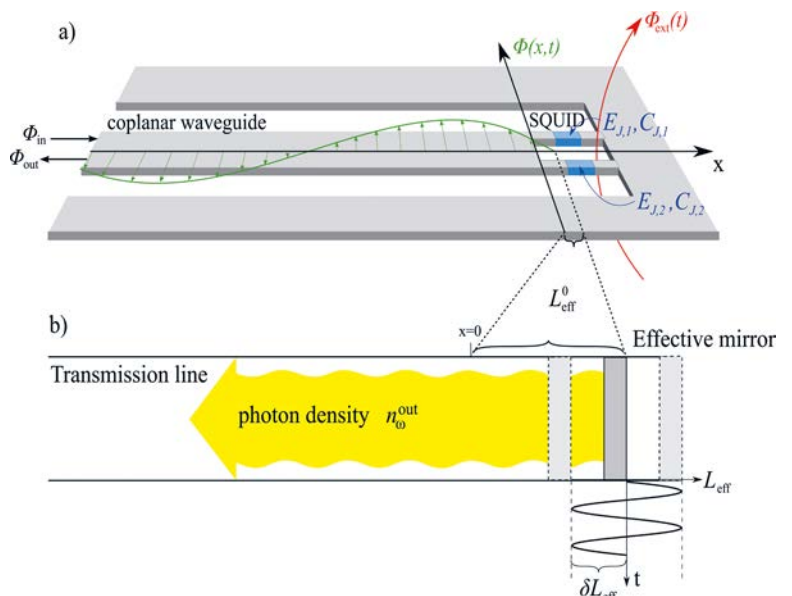 a)
Φ(x,t)
Φext(t)
coplanar waveguide
SQUID
EJ,1, CJ,1
Φin
Φout
x
EJ,2, CJ,2
L⁰eff
b)
x=0
Effective mirror
Transmission line
photon density nωout
Leff
t
δLeff